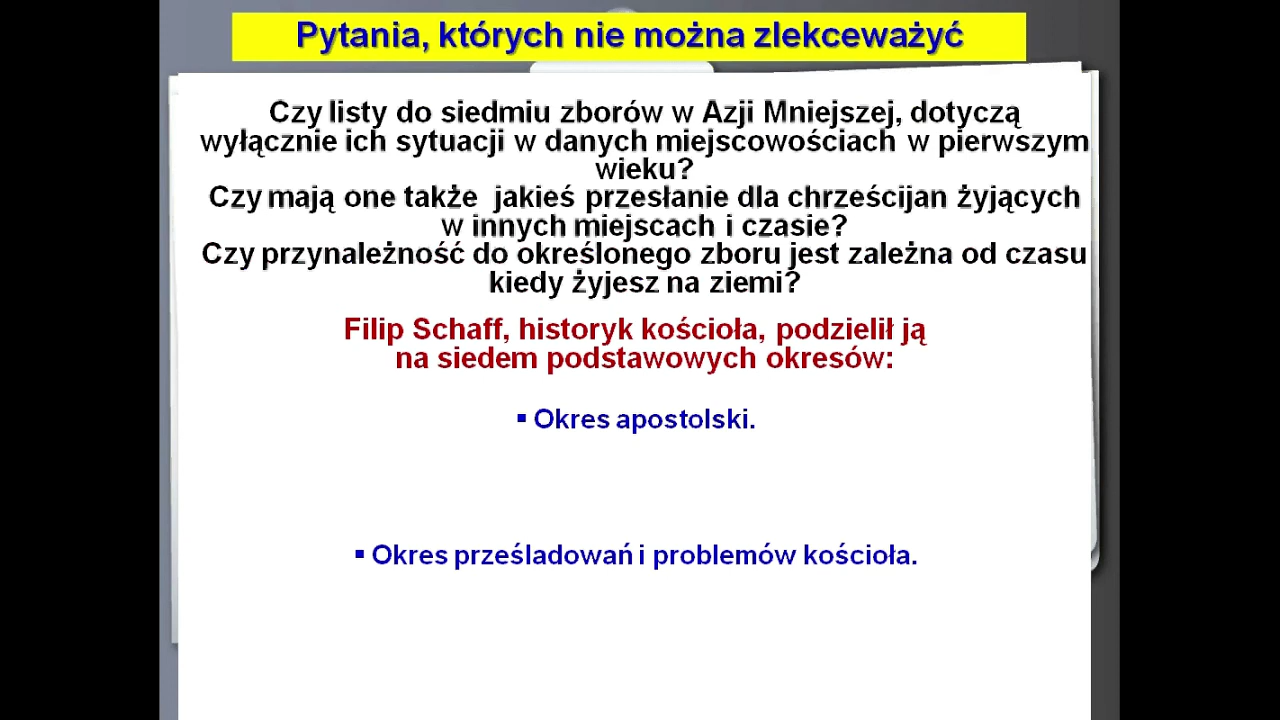 Pytania, których nie można zlekceważyć
Czy listy do siedmiu zborów w Azji Mniejszej, dotyczą
wyłącznie ich sytuacji w danych miejscowościach w pierwszym
wieku?
Czy mają one także jakieś przesłanie dla chrześcijan żyjących
w innych miejscach i czasie?
Czy przynależność do określonego zboru jest zależna od czasu
kiedy żyjesz na ziemi?
Filip Schaff, historyk kościoła, podzielił ją
na siedem podstawowych okresów:
▪ Okres apostolski.
▪ Okres prześladowań i problemów kościoła.